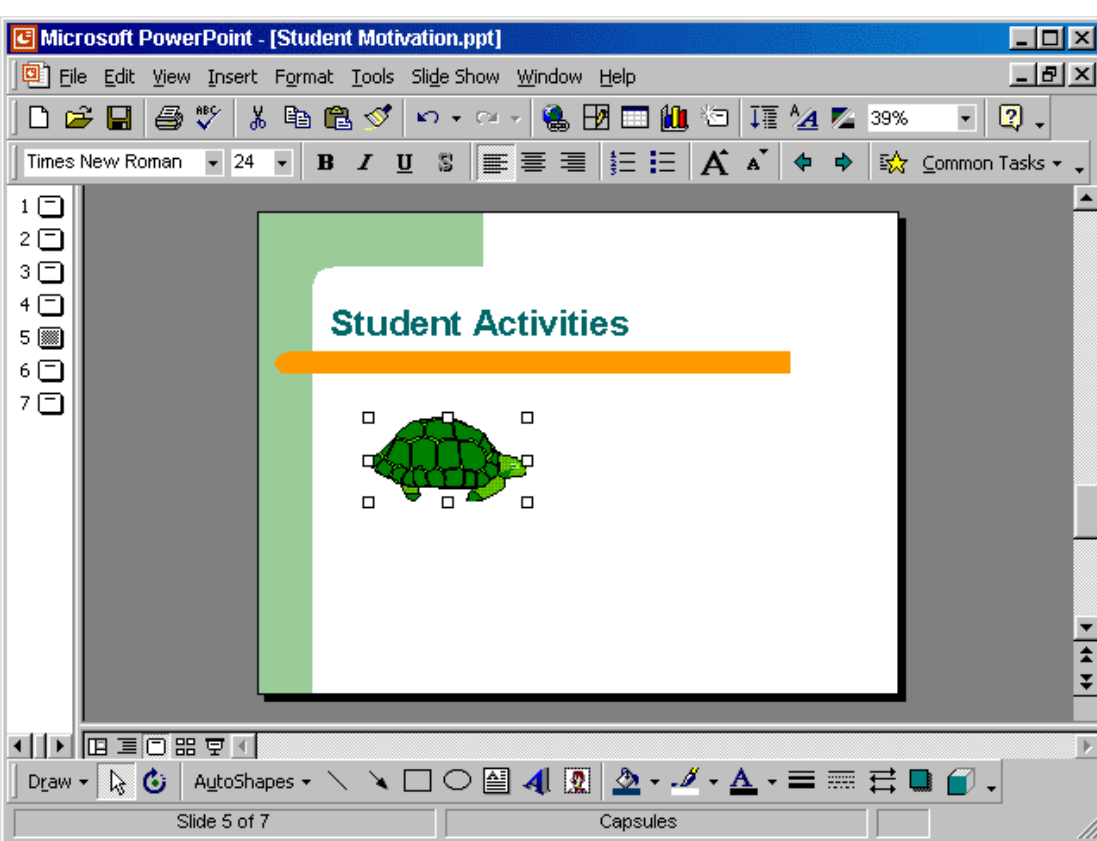 Microsoft PowerPoint - [Student Motivation.ppt]
File Edit View Insert Format Tools Slide Show Window Help
39%
Times New Roman 24 B I U S Common Tasks
1
2
3
4
5
6
7
Student Activities
Draw AutoShapes
Slide 5 of 7 Capsules